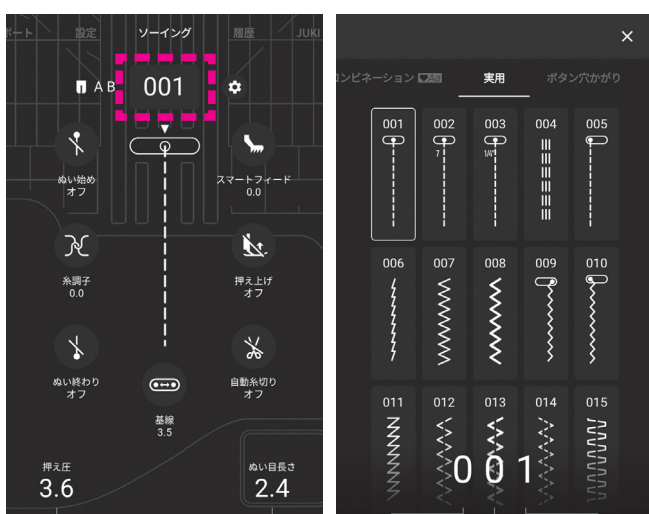 ート 設定 ソーイング 履歴 JUKI
A B 001
ぬい始め
オフ
スマートフィード
0.0
糸調子
0.0
押え上げ
オフ
ぬい終わり
オフ
自動糸切り
オフ
基線
3.5
押え圧
3.6
ぬい目長さ
2.4
コンビネーション AB 実用 ボタン穴かがり
001 002 003 004 005
7 1/4"
006 007 008 009 010
011 012 013 014 015
001